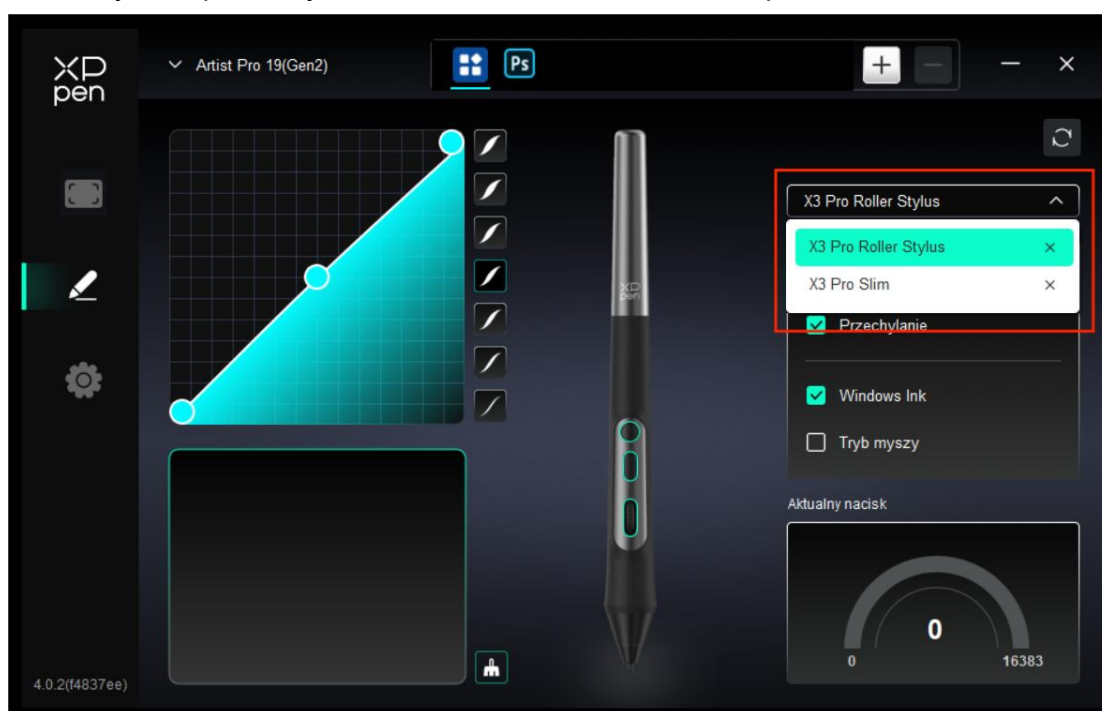 XP
pen
Artist Pro 19(Gen2)
Ps
X3 Pro Roller Stylus
X3 Pro Roller Stylus
X3 Pro Slim
Przechylanie
Windows Ink
Tryb myszy
Aktualny nacisk
0
0
16383
XP
pen
4.0.2(f4837ee)